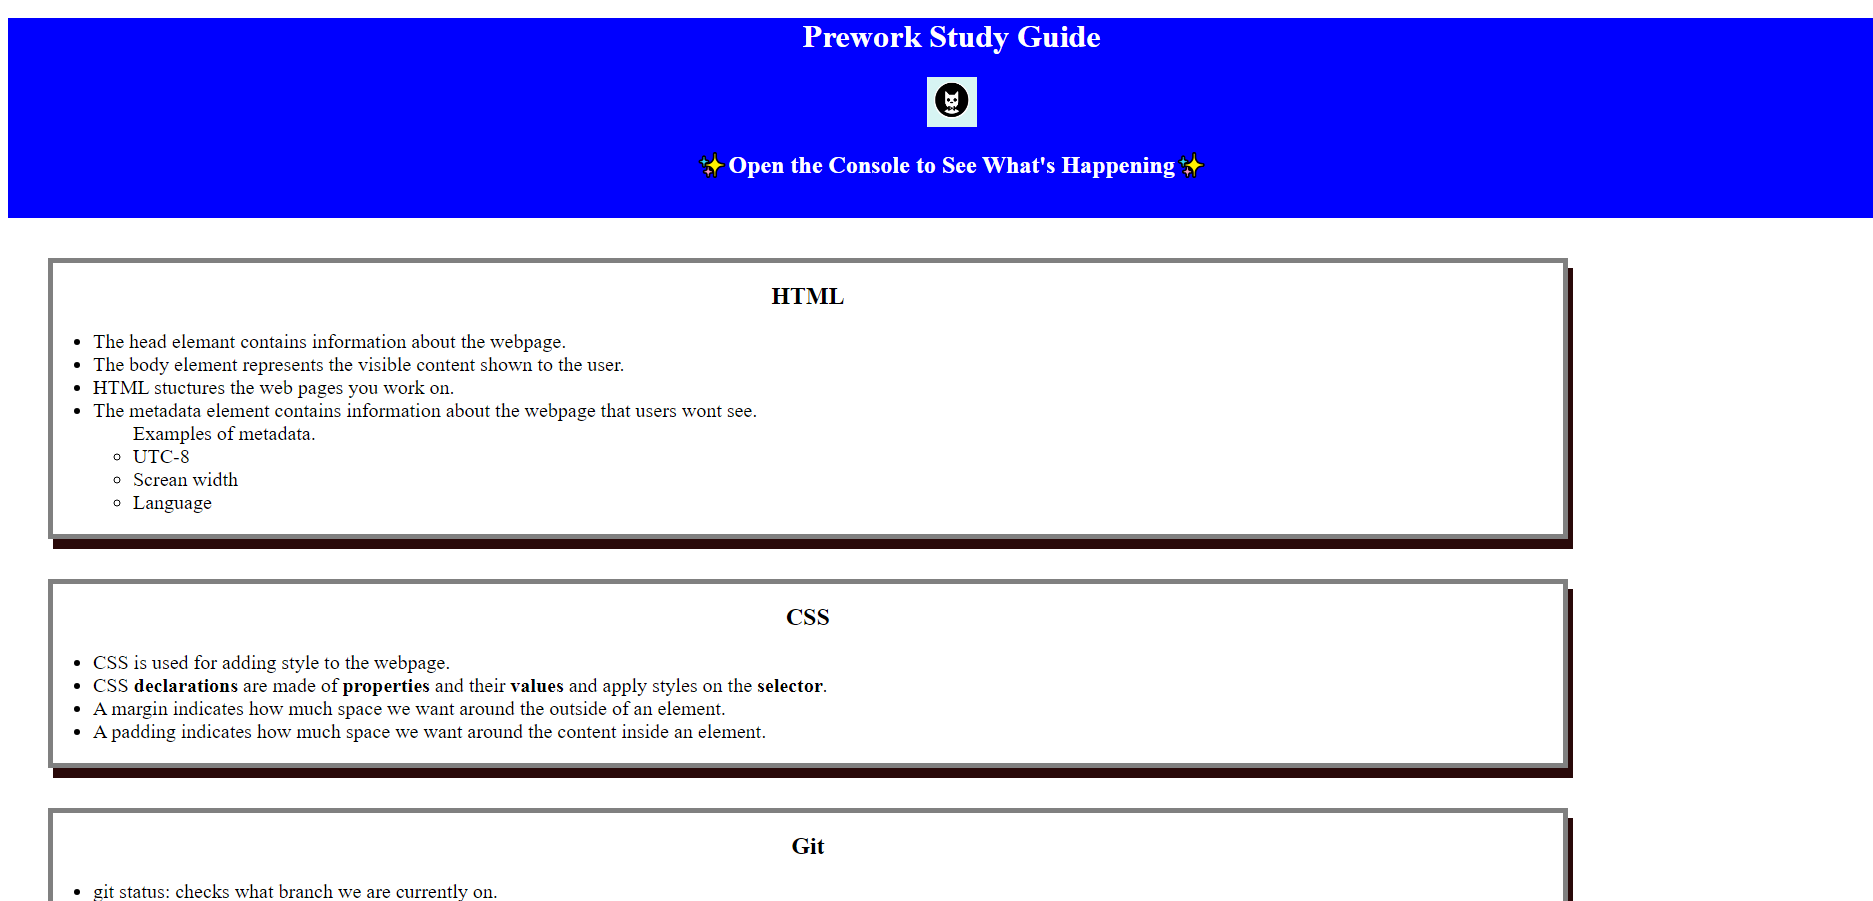 Prework Study Guide
✨Open the Console to See What's Happening✨
HTML
The head elemant contains information about the webpage.
The body element represents the visible content shown to the user.
HTML stuctures the web pages you work on.
The metadata element contains information about the webpage that users wont see.
Examples of metadata.
UTC-8
Screan width
Language
CSS
CSS is used for adding style to the webpage.
CSS declarations are made of properties and their values and apply styles on the selector.
A margin indicates how much space we want around the outside of an element.
A padding indicates how much space we want around the content inside an element.
Git
git status: checks what branch we are currently on.